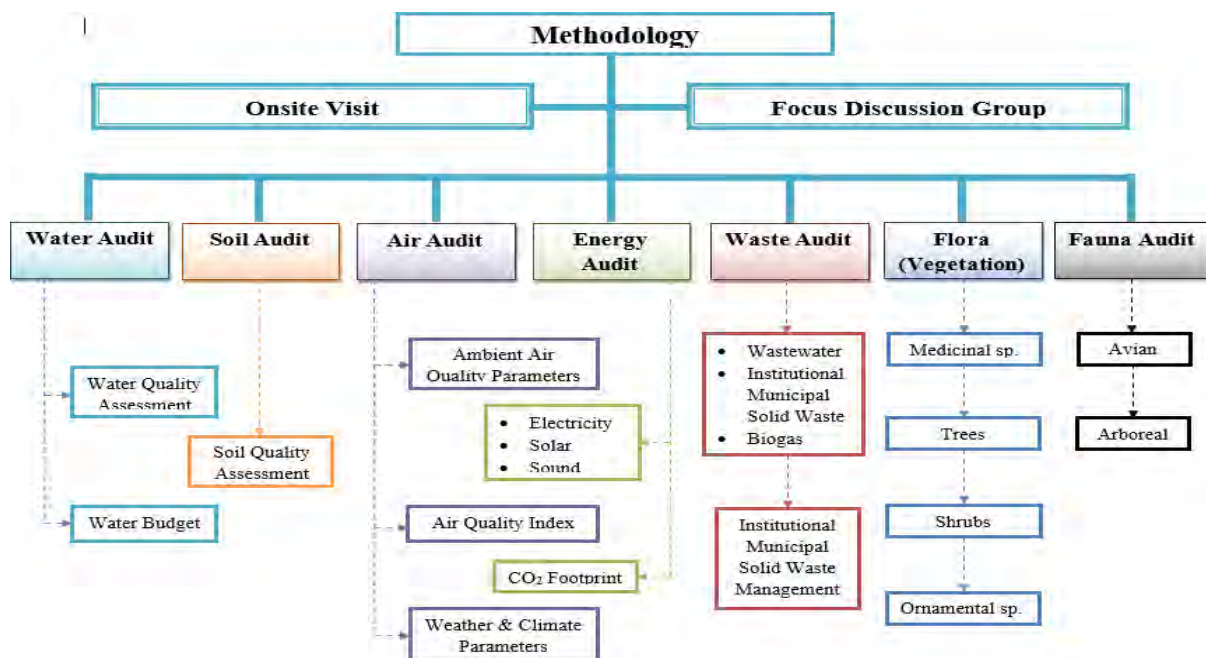 Methodology
Onsite Visit
Focus Discussion Group
Water Audit
Soil Audit
Air Audit
Energy
Audit
Waste Audit
Flora
(Vegetation)
Fauna Audit
Water Quality
Assessment
Water Budget
Soil Quality
Assessment
Ambient Air
Quality Parameters
Air Quality Index
Weather & Climate
Parameters
• Electricity
• Solar
• Sound
CO₂ Footprint
• Wastewater
• Institutional
Municipal
Solid Waste
• Biogas
Institutional
Municipal
Solid Waste
Management
Medicinal sp.
Trees
Shrubs
Ornamental sp.
Avian
Arboreal